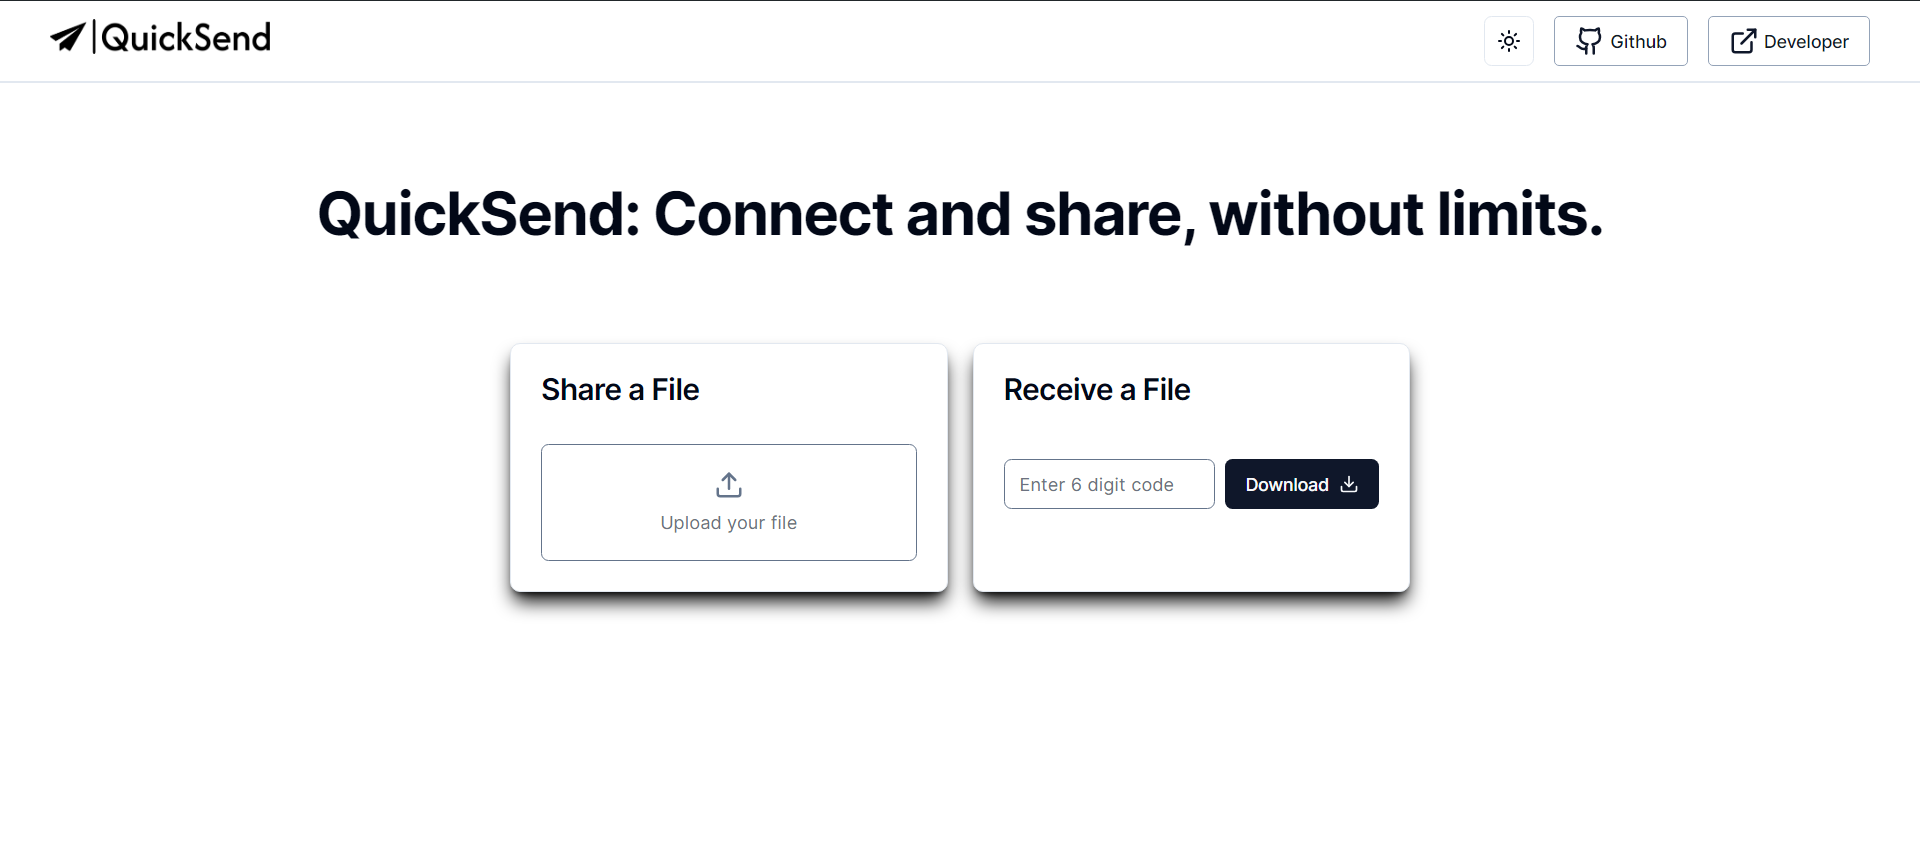 QuickSend
Github
Developer
QuickSend: Connect and share, without limits.
Share a File
Upload your file
Receive a File
Enter 6 digit code
Download